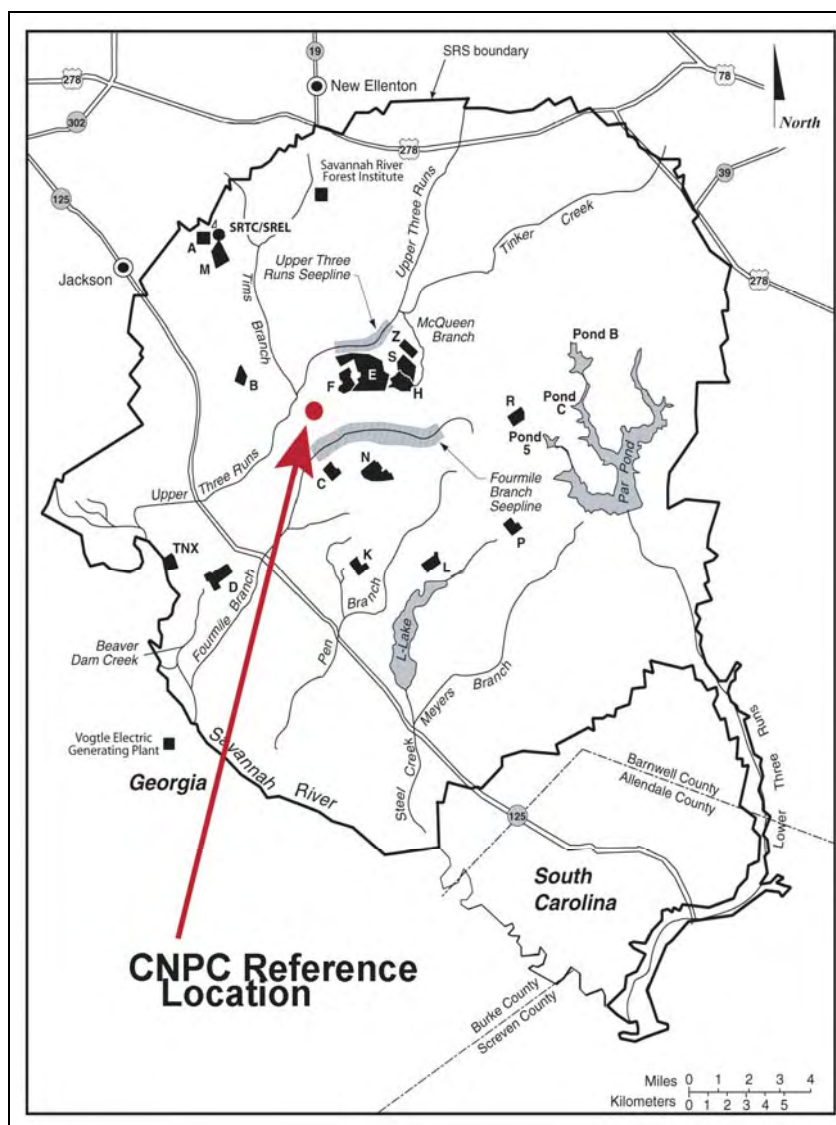 19
SRS boundary
278
78
New Ellenton
302
278
North
Savannah River
Forest Institute
39
125
4
SRTC/SREL
A
M
Jackson
Upper Three
Runs Seepline
Upper Three Runs
Tinker Creek
278
Tims
Branch
McQueen
Branch
Z
S
E
F
H
B
Pond B
Pond
C
R
Pond
5
Par Pond
C
N
Fourmile
Branch
Seepline
Upper Three Runs
P
TNX
D
K
L
Beaver
Dam Creek
Fourmile Branch
Pen Branch
L-Lake
Meyers Branch
Steel Creek
Vogtle Electric
Generating Plant
Georgia
Savannah River
Barnwell County
Allendale County
Lower Three Runs
125
South
Carolina
CNPC Reference
Location
Burke County
Screven County
Miles 0 1 2 3 4
Kilometers 0 1 2 3 4 5